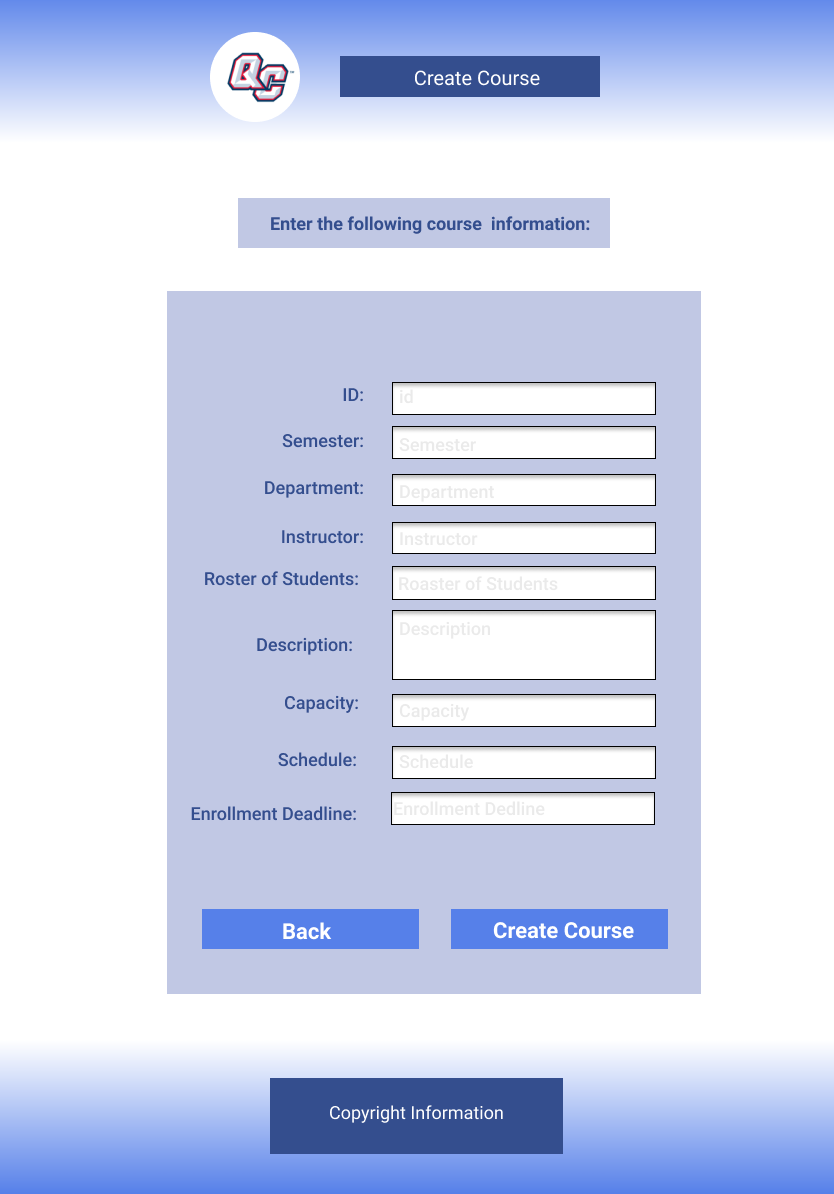 QC
Create Course
Enter the following course  information:
ID:
id
Semester:
Semester
Department:
Department
Instructor:
Instructor
Roster of Students:
Roaster of Students
Description:
Description
Capacity:
Capacity
Schedule:
Schedule
Enrollment Deadline:
Enrollment Dedline
Back
Create Course
Copyright Information